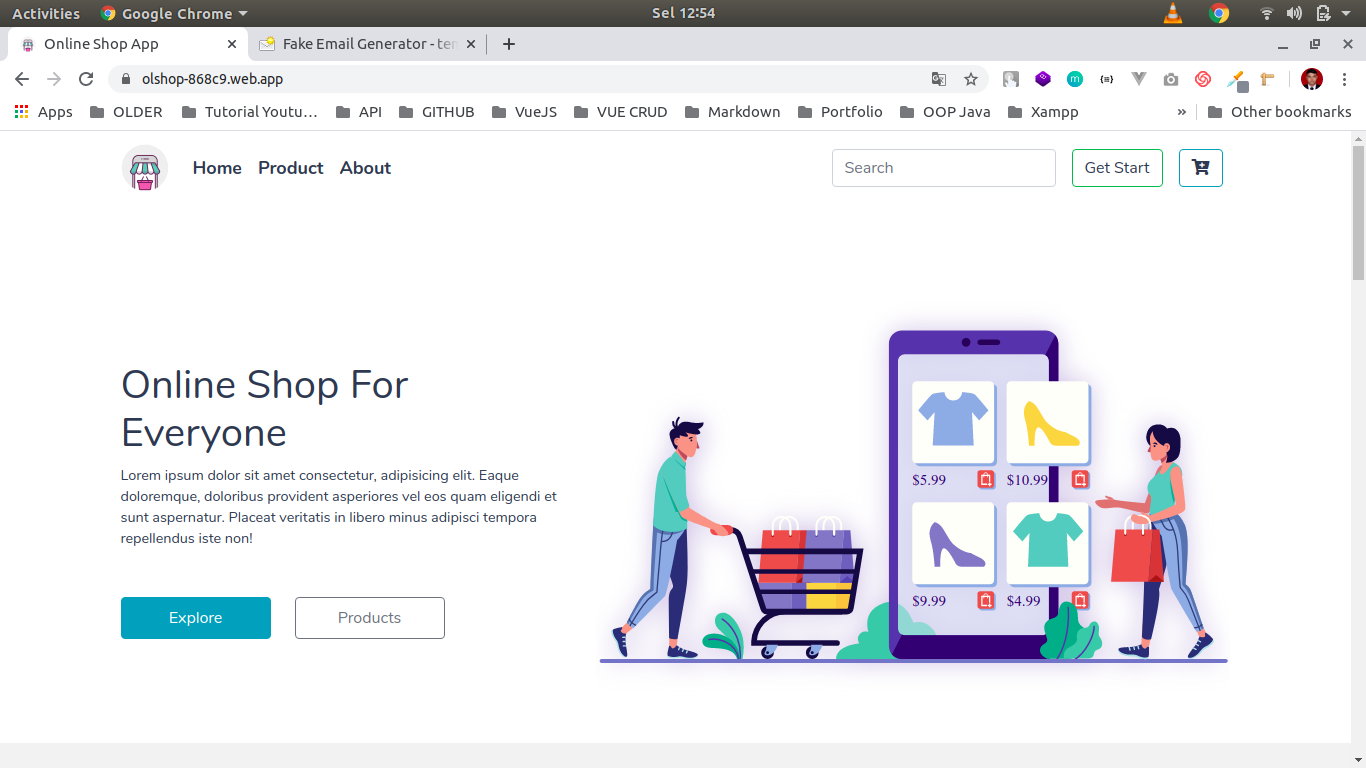 Activities
Google Chrome
Sel 12:54
Online Shop App
Fake Email Generator - ten
olshop-868c9.web.app
Apps
OLDER
Tutorial Youtu…
API
GITHUB
VueJS
VUE CRUD
Markdown
Portfolio
OOP Java
Xampp
»
Other bookmarks
Home
Product
About
Search
Get Start
Online Shop For
Everyone
Lorem ipsum dolor sit amet consectetur, adipisicing elit. Eaque
doloremque, doloribus provident asperiores vel eos quam eligendi et
sunt aspernatur. Placeat veritatis in libero minus adipisci tempora
repellendus iste non!
Explore
Products
$5.99
$10.99
$9.99
$4.99